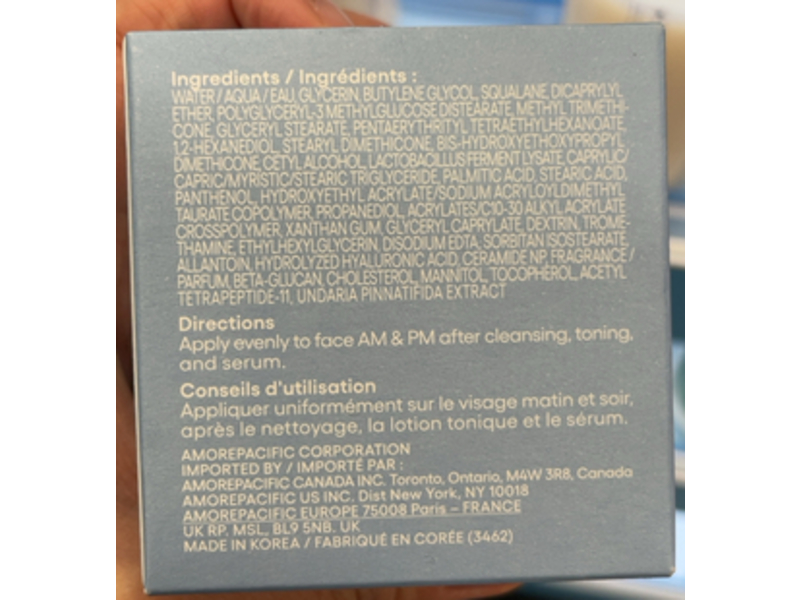 Ingredients / Ingrédients :
WATER / AQUA / EAU, GLYCERIN, BUTYLENE GLYCOL, SQUALANE, DICAPRYLYL
ETHER, POLYGLYCERYL-3 METHYLGLUCOSE DISTEARATE, METHYL TRIMETHI-
CONE, GLYCERYL STEARATE, PENTAERYTHRITYL TETRAETHYLHEXANOATE,
1,2-HEXANEDIOL, STEARYL DIMETHICONE, BIS-HYDROXYETHOXYPROPYL
DIMETHICONE, CETYL ALCOHOL, LACTOBACILLUS FERMENT LYSATE, CAPRYLIC/
CAPRIC/MYRISTIC/STEARIC TRIGLYCERIDE, PALMITIC ACID, STEARIC ACID,
PANTHENOL, HYDROXYETHYL ACRYLATE/SODIUM ACRYLOYLDIMETHYL
TAURATE COPOLYMER, PROPANEDIOL, ACRYLATES/C10-30 ALKYL ACRYLATE
CROSSPOLYMER, XANTHAN GUM, GLYCERYL CAPRYLATE, DEXTRIN, TROME-
THAMINE, ETHYLHEXYLGLYCERIN, DISODIUM EDTA, SORBITAN ISOSTEARATE,
ALLANTOIN, HYDROLYZED HYALURONIC ACID, CERAMIDE NP, FRAGRANCE /
PARFUM, BETA-GLUCAN, CHOLESTEROL, MANNITOL, TOCOPHEROL, ACETYL
TETRAPEPTIDE-11, UNDARIA PINNATIFIDA EXTRACT
Directions
Apply evenly to face AM & PM after cleansing, toning,
and serum.
Conseils d'utilisation
Appliquer uniformément sur le visage matin et soir,
après le nettoyage, la lotion tonique et le sérum.
AMOREPACIFIC CORPORATION
IMPORTED BY / IMPORTÉ PAR :
AMOREPACIFIC CANADA INC. Toronto, Ontario, M4W 3R8, Canada
AMOREPACIFIC US INC. Dist New York, NY 10018
AMOREPACIFIC EUROPE 75008 Paris – FRANCE
UK RP. MSL, BL9 5NB. UK
MADE IN KOREA / FABRIQUÉ EN CORÉE (3462)